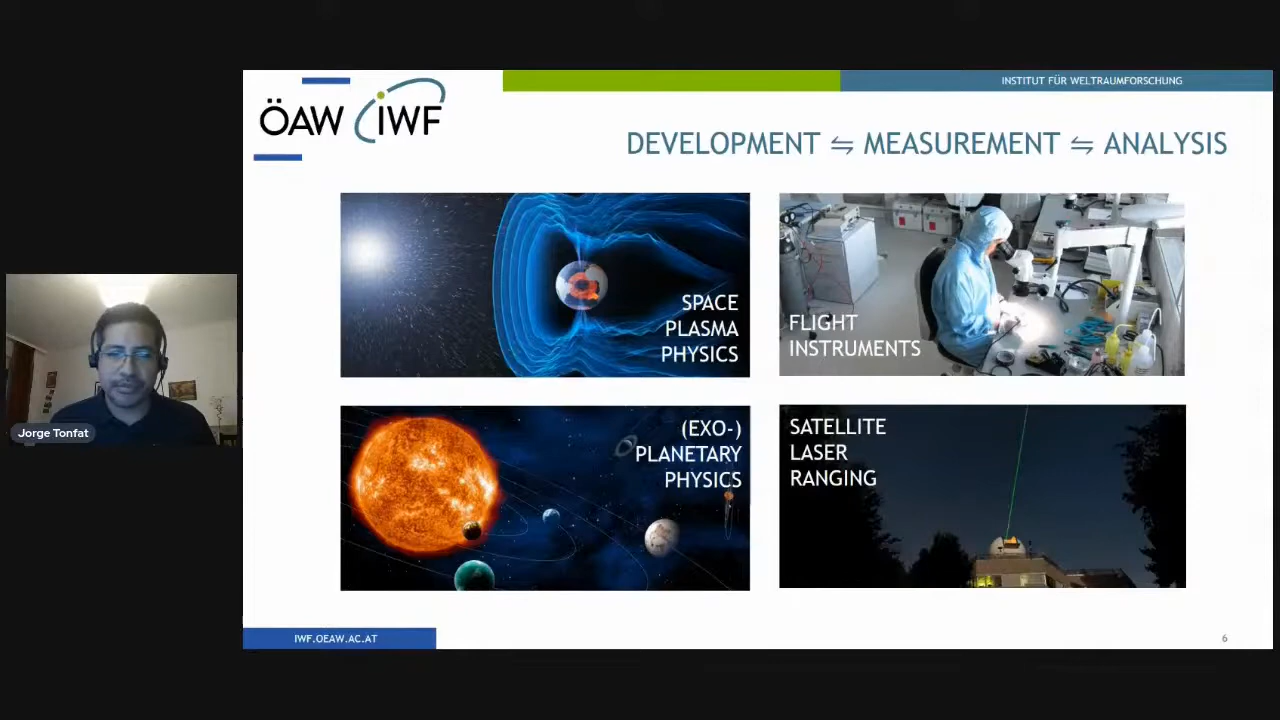 ÖAW IWF
INSTITUT FÜR WELTRAUMFORSCHUNG
DEVELOPMENT ⇋ MEASUREMENT ⇋ ANALYSIS
SPACE
PLASMA
PHYSICS
FLIGHT
INSTRUMENTS
(EXO-)
PLANETARY
PHYSICS
SATELLITE
LASER
RANGING
Jorge Tonfat
IWF.OEAW.AC.AT
6